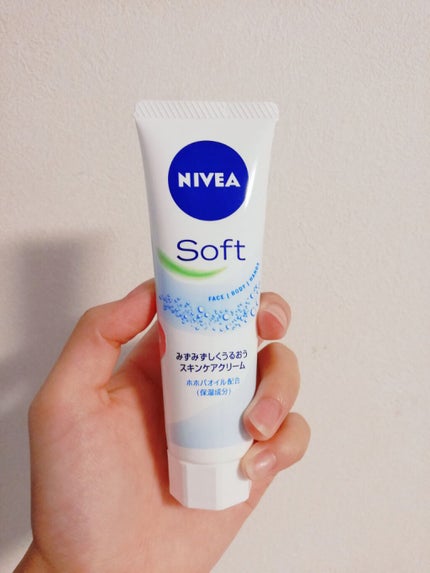 NIVEA
Soft
FACE | BODY | HANDS
みずみずしくうるおう
スキンケアクリーム
ホホバオイル配合
(保湿成分)